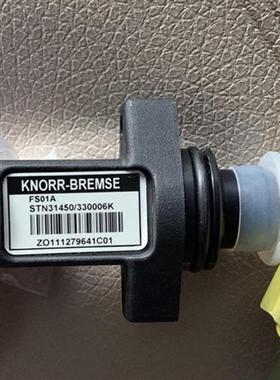 KNORR-BREMSE
FS01A
STN31450/330006K
ZO111279641C01